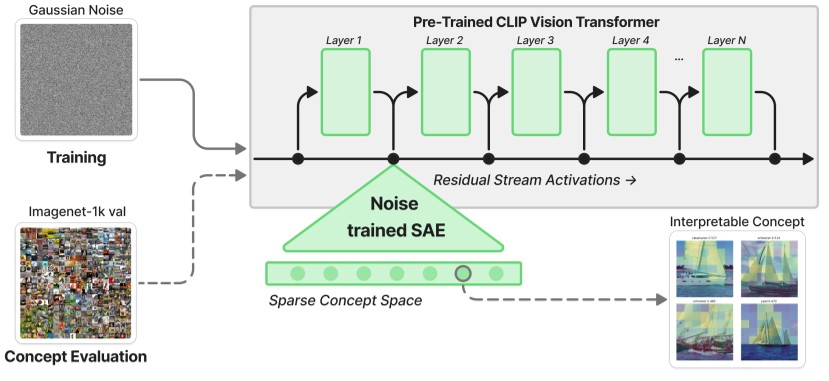 Gaussian Noise
Training
Imagenet-1k val
Concept Evaluation
Pre-Trained CLIP Vision Transformer
Layer 1
Layer 2
Layer 3
Layer 4
...
Layer N
Residual Stream Activations →
Noise
trained SAE
Sparse Concept Space
Interpretable Concept